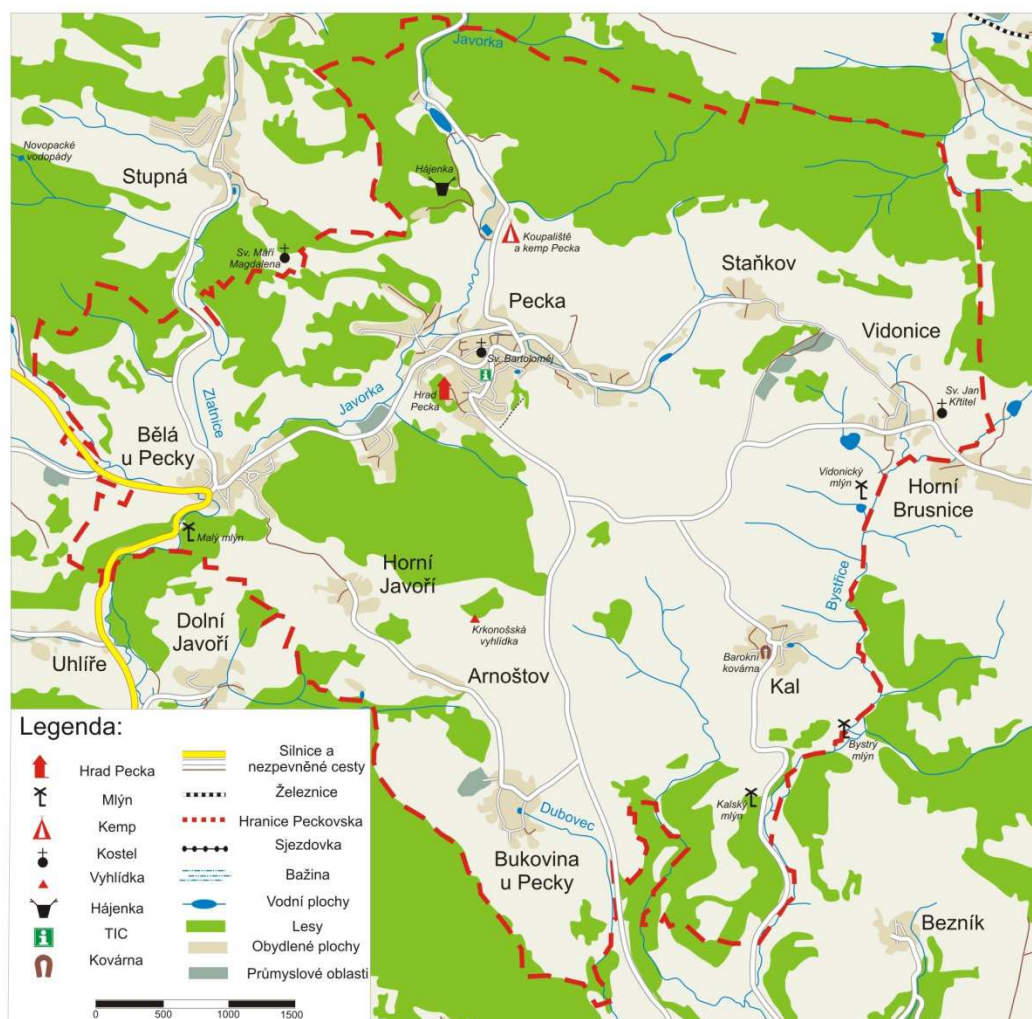 Javorka
Novopacké
vodopády
Stupná
Hájenka
Koupaliště
a kemp Pecka
Sv. Máří
Magdalena
Staňkov
Pecka
Vidonice
Sv. Bartoloměj
Sv. Jan
Křtitel
Hrad
Pecka
Javorka
Zlatnice
Bělá
u Pecky
Vidonický
mlýn
Horní
Brusnice
Malý mlýn
Horní
Javoří
Bystřice
Dolní
Javoří
Krkonošská
vyhlídka
Uhlíře
Barokní
kovárna
Arnoštov
Kal
Bystrý
mlýn
Kalský
mlýn
Dubovec
Bukovina
u Pecky
Bezník
Legenda:
Hrad Pecka
Mlýn
Kemp
Kostel
Vyhlídka
Hájenka
TIC
Kovárna
Silnice a
nezpevněné cesty
Železnice
Hranice Peckovska
Sjezdovka
Bažina
Vodní plochy
Lesy
Obydlené plochy
Průmyslové oblasti
0 500 1000 1500